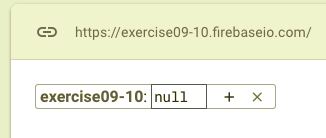 https://exercise09-10.firebaseio.com/
exercise09-10: null + ×